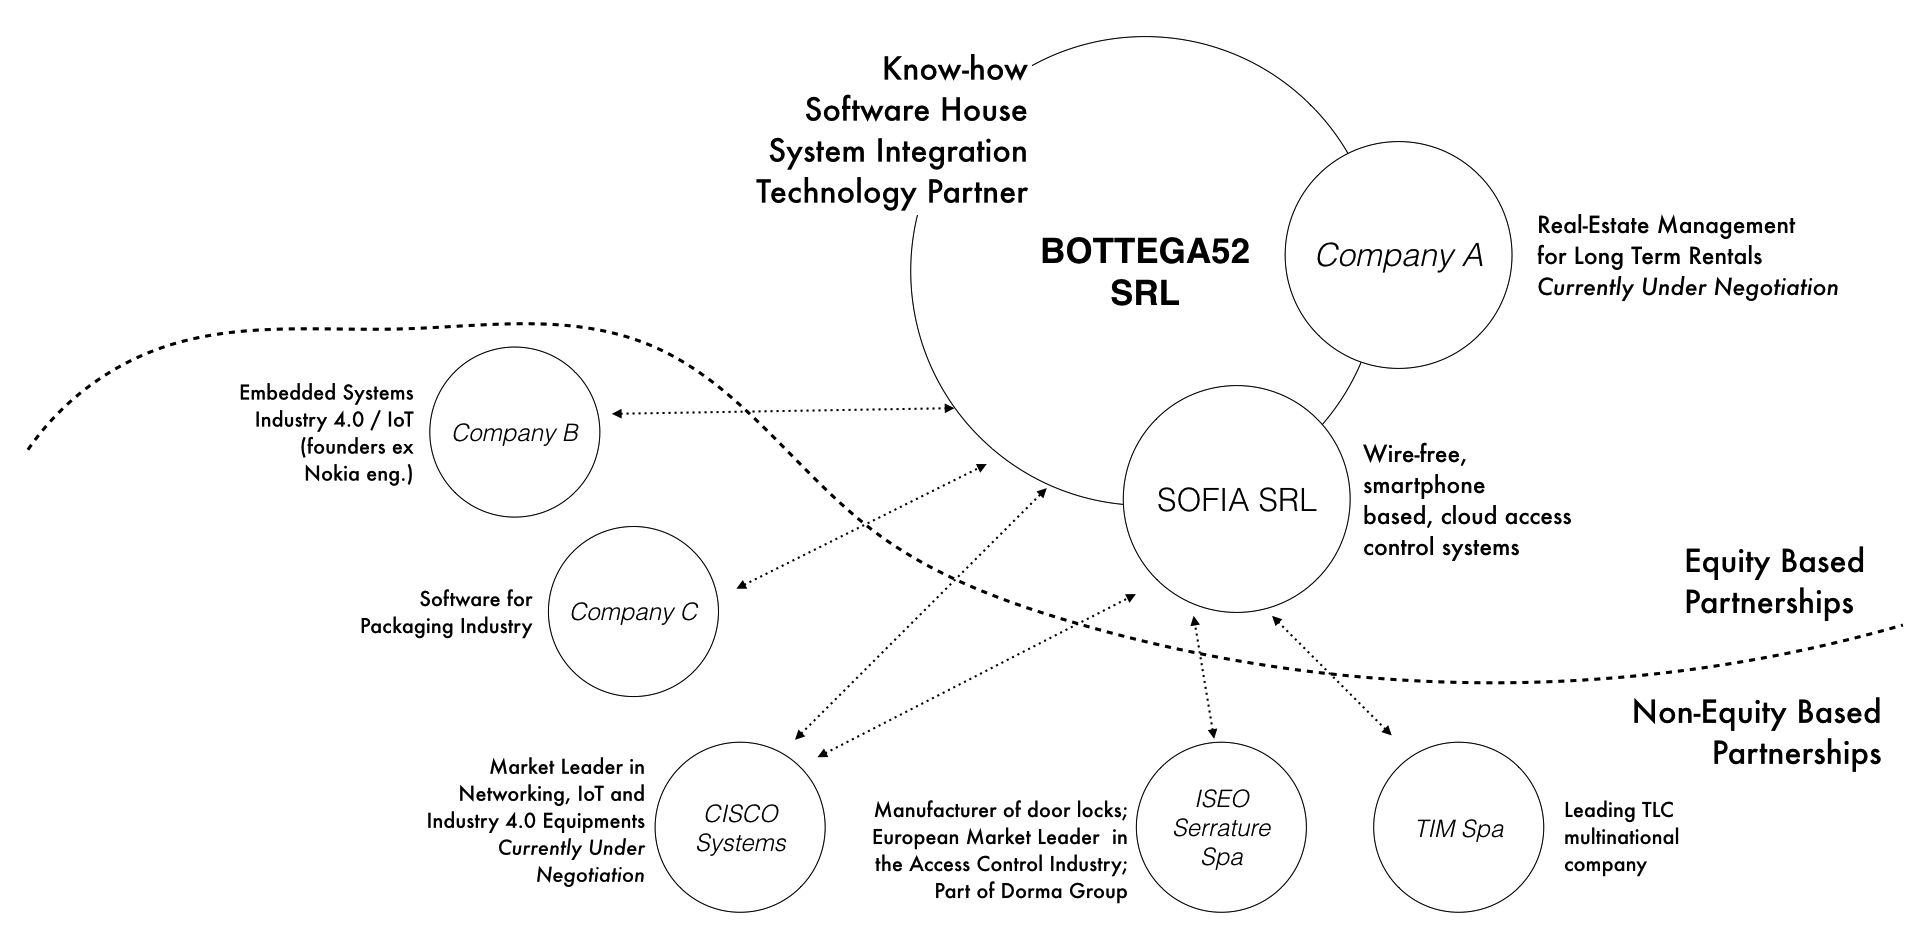 Know-how
Software House
System Integration
Technology Partner
BOTTEGA52
SRL
Company A
Real-Estate Management
for Long Term Rentals
Currently Under Negotiation
Embedded Systems
Industry 4.0 / IoT
(founders ex
Nokia eng.)
Company B
SOFIA SRL
Wire-free,
smartphone
based, cloud access
control systems
Equity Based
Partnerships
Software for
Packaging Industry
Company C
Non-Equity Based
Partnerships
Market Leader in
Networking, IoT and
Industry 4.0 Equipments
Currently Under
Negotiation
CISCO
Systems
Manufacturer of door locks;
European Market Leader in
the Access Control Industry;
Part of Dorma Group
ISEO
Serrature
Spa
TIM Spa
Leading TLC
multinational
company